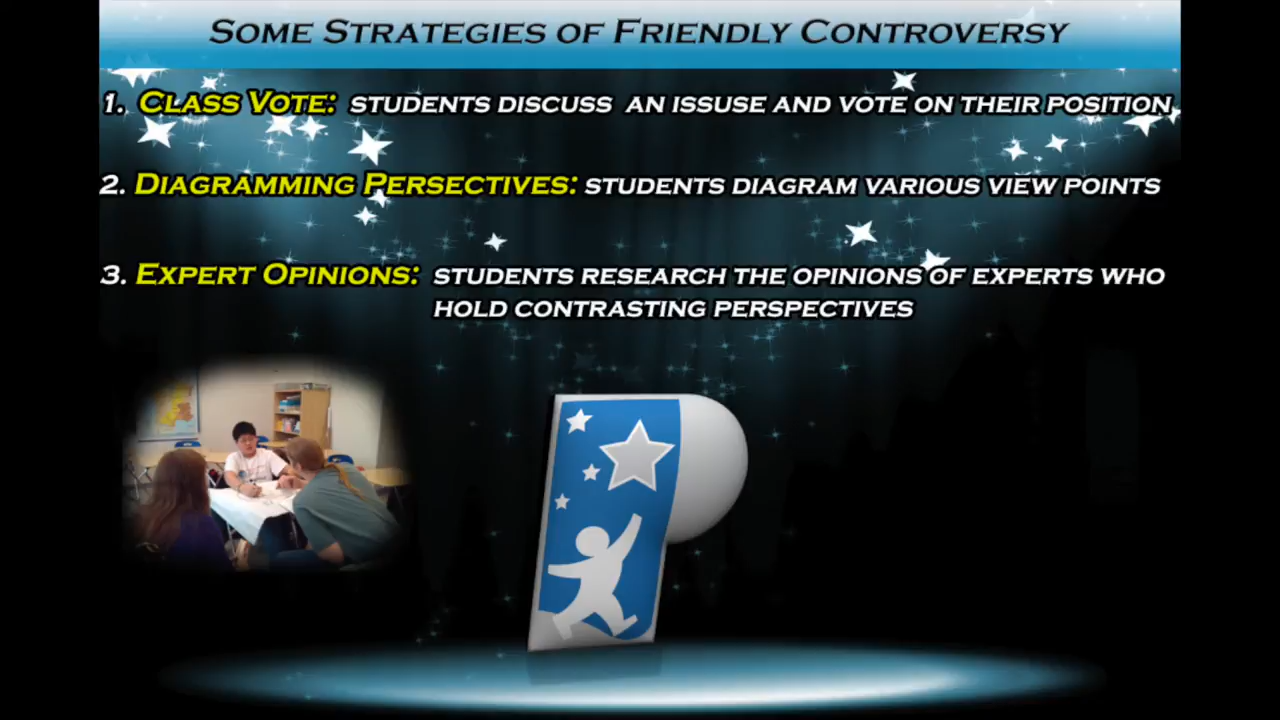 SOME STRATEGIES OF FRIENDLY CONTROVERSY
1. CLASS VOTE: STUDENTS DISCUSS AN ISSUSE AND VOTE ON THEIR POSITION
2. DIAGRAMMING PERSECTIVES: STUDENTS DIAGRAM VARIOUS VIEW POINTS
3. EXPERT OPINIONS: STUDENTS RESEARCH THE OPINIONS OF EXPERTS WHO
HOLD CONTRASTING PERSPECTIVES